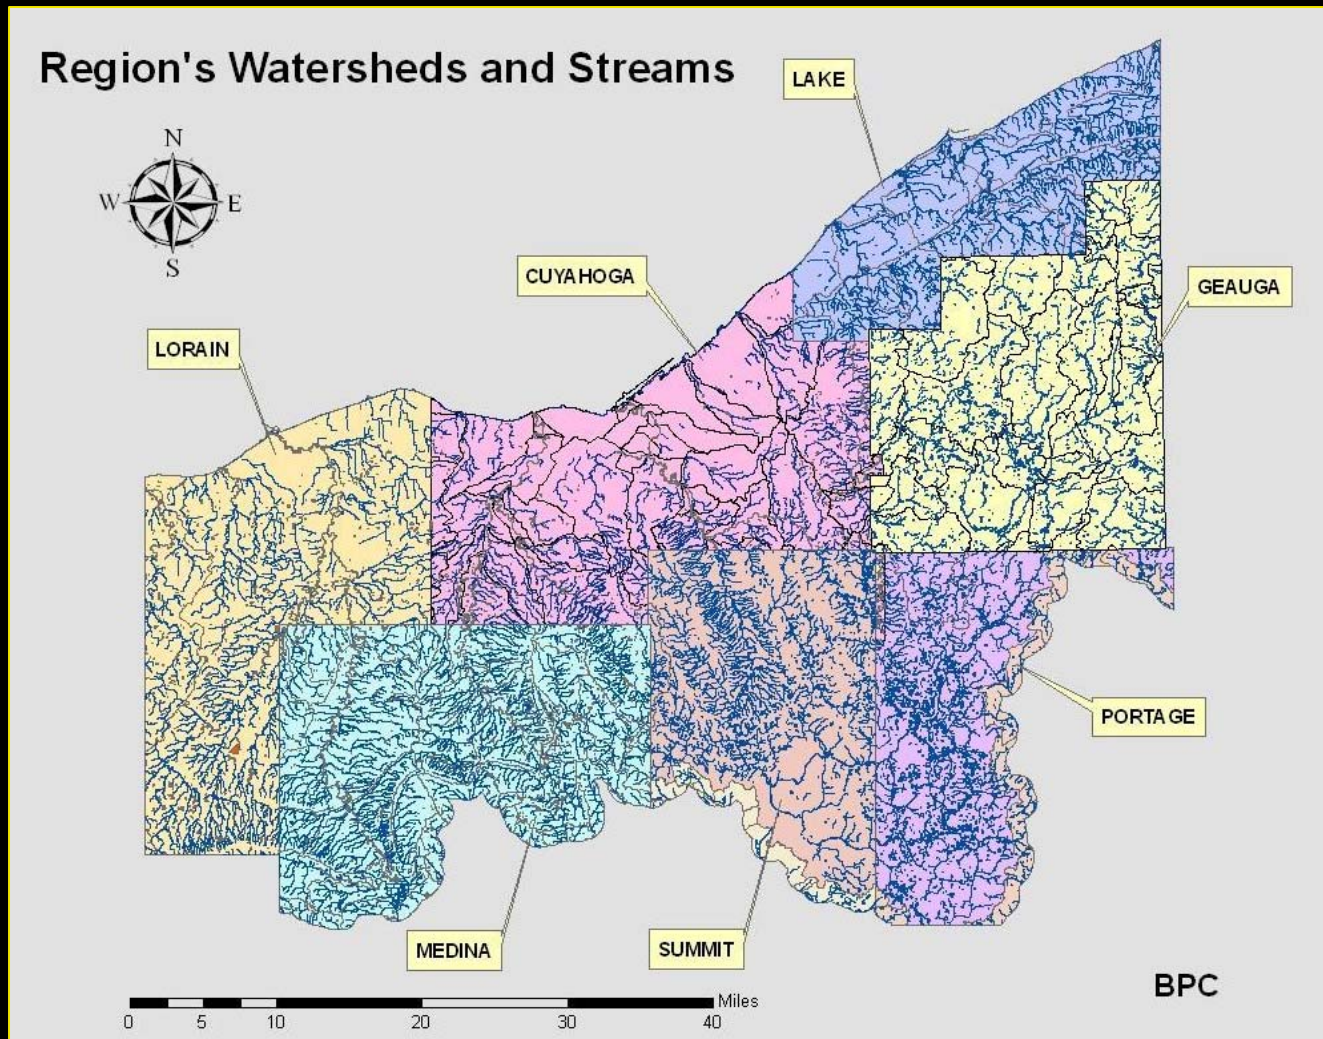 Region's Watersheds and Streams
LAKE
N
W E
S
CUYAHOGA
GEAUGA
LORAIN
PORTAGE
MEDINA
SUMMIT
BPC
Miles
0 5 10 20 30 40